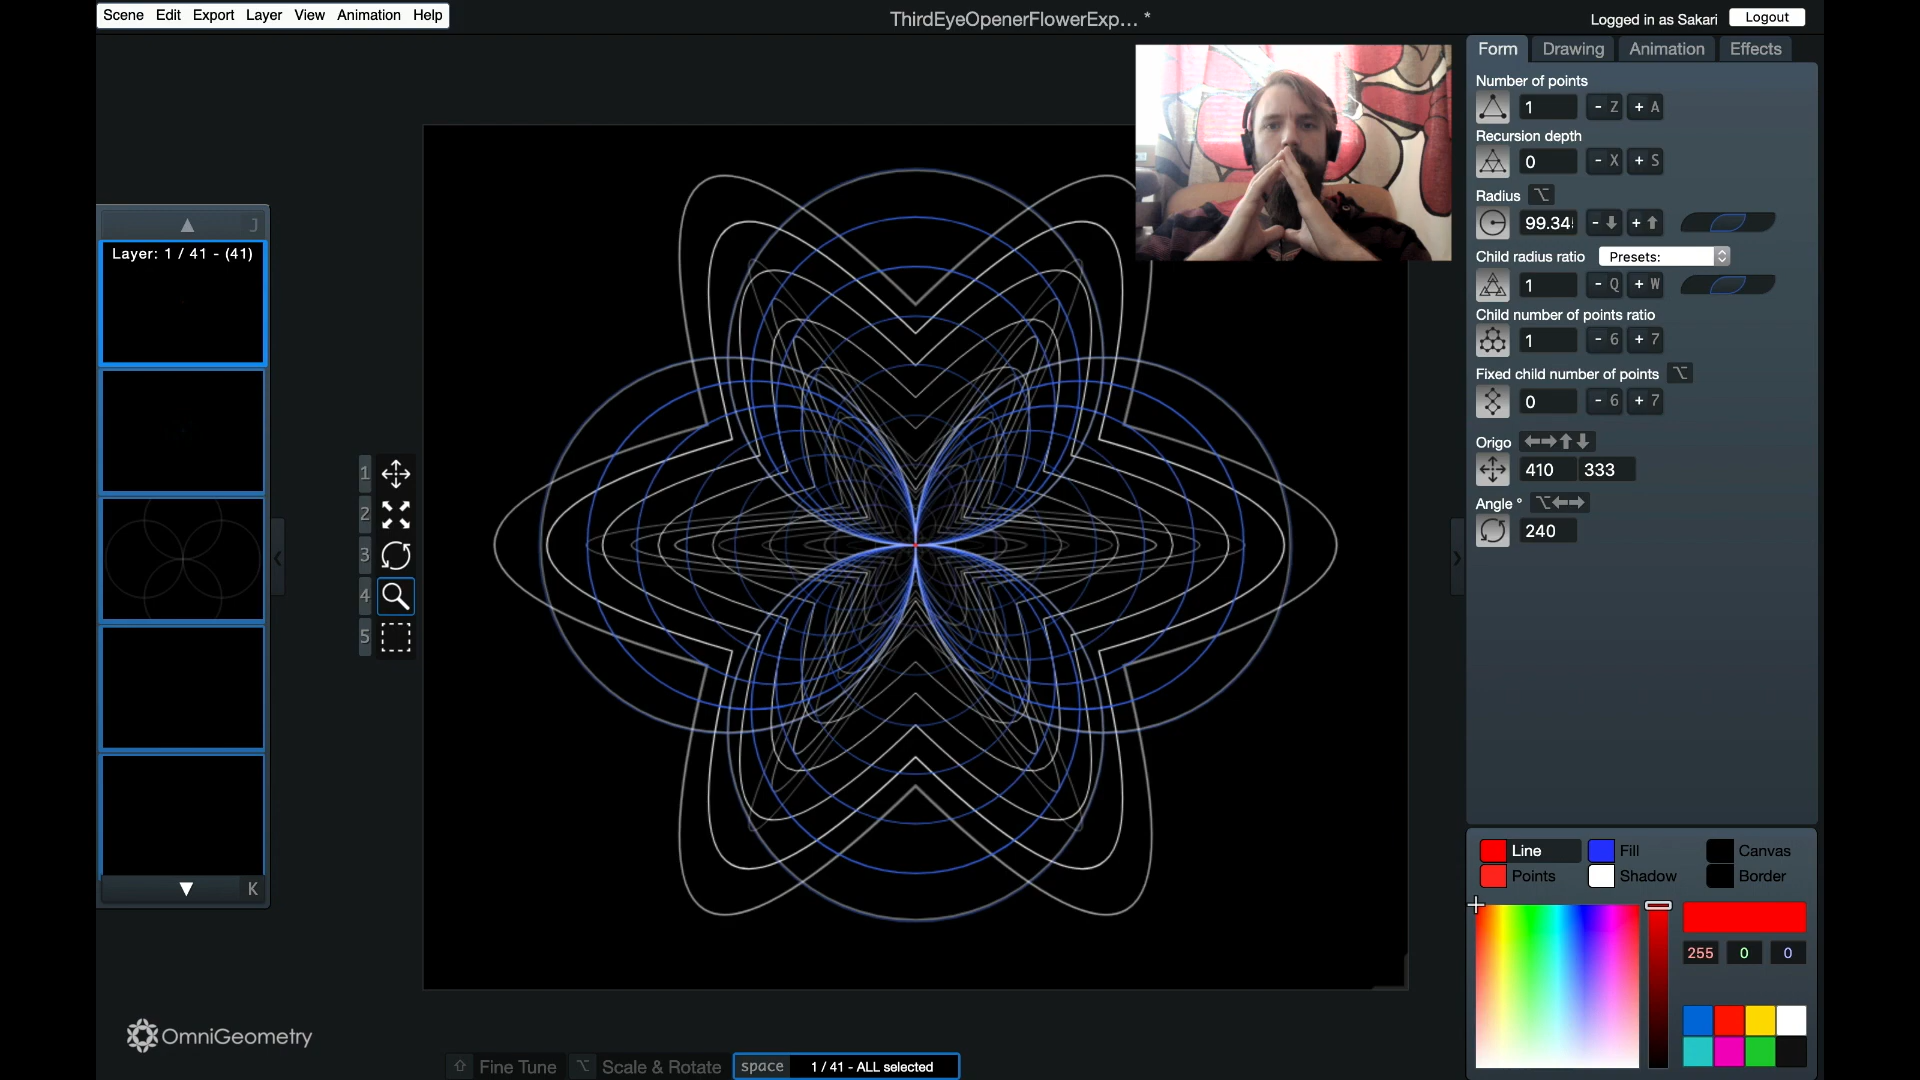 Scene Edit Export Layer View Animation Help
ThirdEyeOpenerFlowerExp... *
Logged in as Sakari Logout
Form Drawing Animation Effects
Number of points
1 - Z + A
Recursion depth
0 - X + S
Radius
99.34 - +
Child radius ratio Presets:
1 - Q + W
Child number of points ratio
1 - 6 + 7
Fixed child number of points
0 - 6 + 7
Origo
410 333
Angle °
240
J
Layer: 1 / 41 - (41)
K
1
2
3
4
5
Line Fill Canvas
Points Shadow Border
255 0 0
OmniGeometry
Fine Tune Scale & Rotate space 1 / 41 - ALL selected